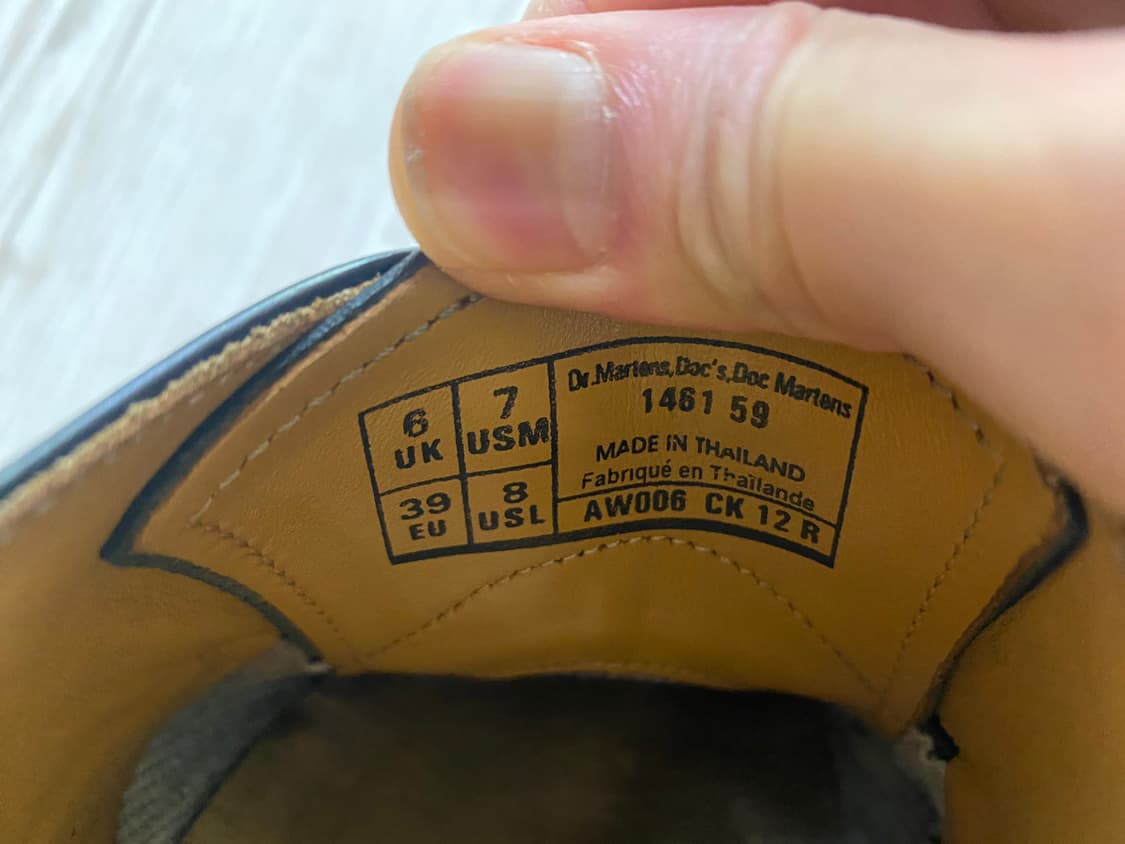 6
UK
7
USM
39
EU
8
USL
Dr.Martens,Doc's,Doc Martens
1461 59
MADE IN THAILAND
Fabriqué en Thaïlande
AW006 CK 12 R